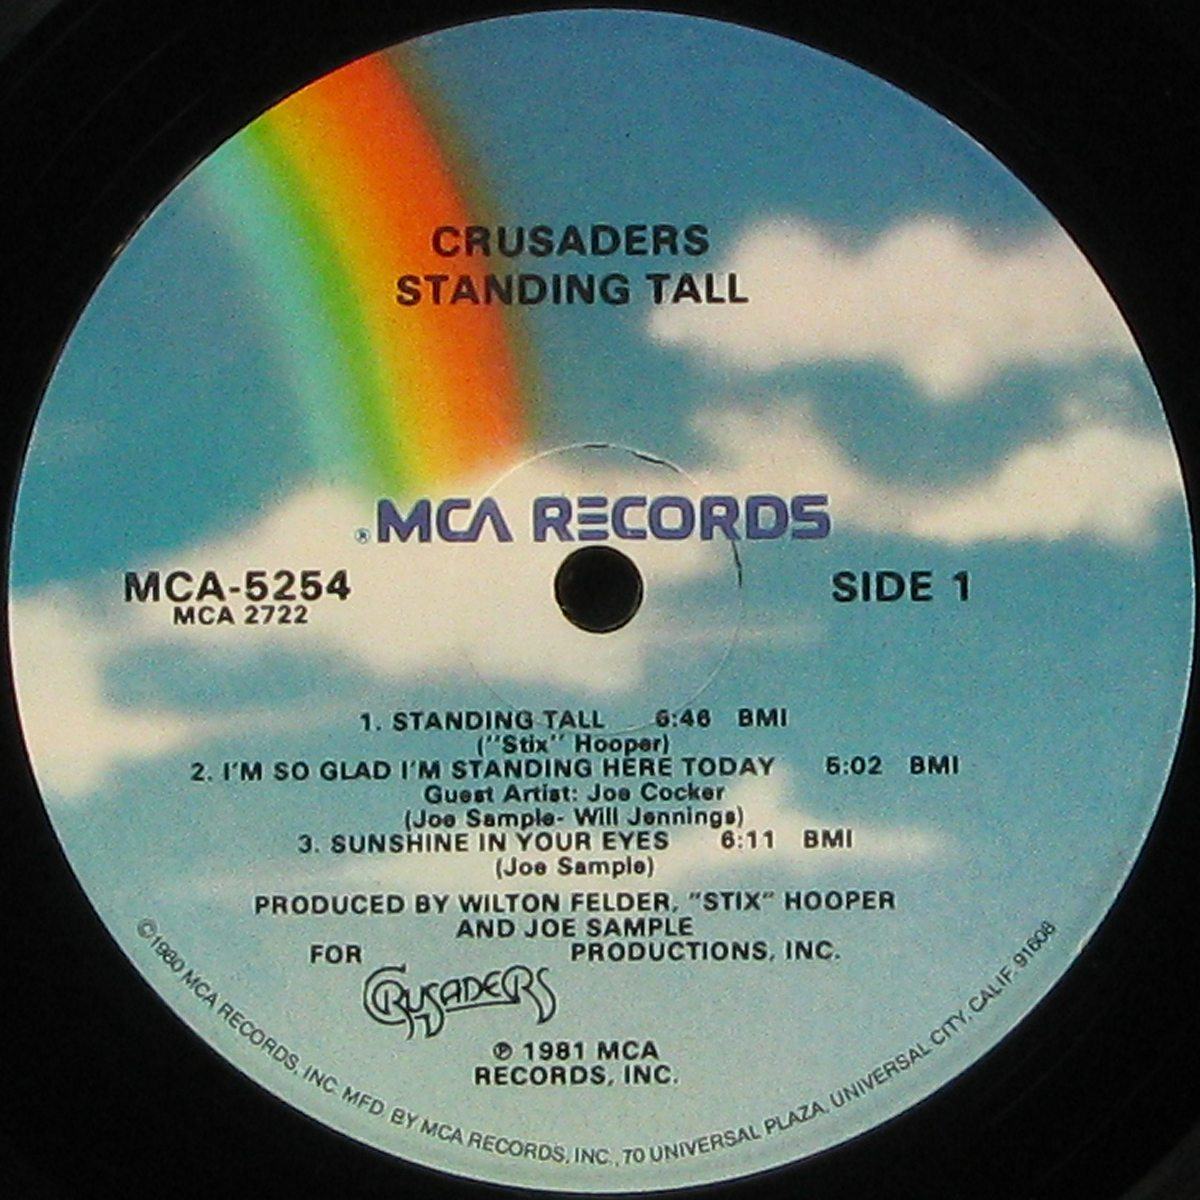 CRUSADERS
STANDING TALL
® MCA RECORDS
MCA-5254
MCA 2722
SIDE 1
1. STANDING TALL 6:46 BMI
("Stix" Hooper)
2. I'M SO GLAD I'M STANDING HERE TODAY 5:02 BMI
Guest Artist: Joe Cocker
(Joe Sample- Will Jennings)
3. SUNSHINE IN YOUR EYES 6:11 BMI
(Joe Sample)
PRODUCED BY WILTON FELDER, "STIX" HOOPER
AND JOE SAMPLE
FOR CRUSADERS PRODUCTIONS, INC.
℗ 1981 MCA
RECORDS, INC.
©1980 MCA RECORDS, INC. MFD. BY MCA RECORDS, INC., 70 UNIVERSAL PLAZA, UNIVERSAL CITY, CALIF. 91608